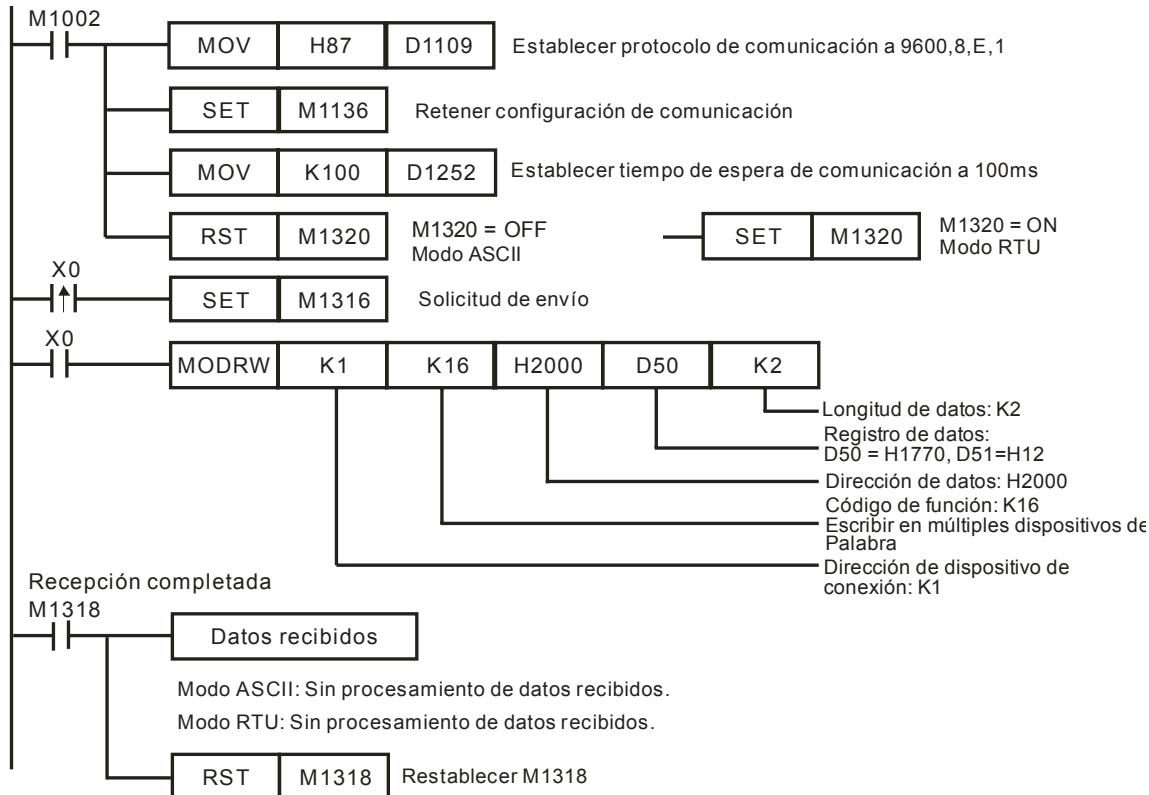 M1002
MOV H87 D1109 Establecer protocolo de comunicación a 9600,8,E,1
SET M1136 Retener configuración de comunicación
MOV K100 D1252 Establecer tiempo de espera de comunicación a 100ms
RST M1320 M1320 = OFF
Modo ASCII
SET M1320 M1320 = ON
Modo RTU
X0
SET M1316 Solicitud de envío
X0
MODRW K1 K16 H2000 D50 K2
Longitud de datos: K2
Registro de datos:
D50 = H1770, D51=H12
Dirección de datos: H2000
Código de función: K16
Escribir en múltiples dispositivos de
Palabra
Dirección de dispositivo de
conexión: K1
Recepción completada
M1318
Datos recibidos
Modo ASCII: Sin procesamiento de datos recibidos.
Modo RTU: Sin procesamiento de datos recibidos.
RST M1318 Restablecer M1318